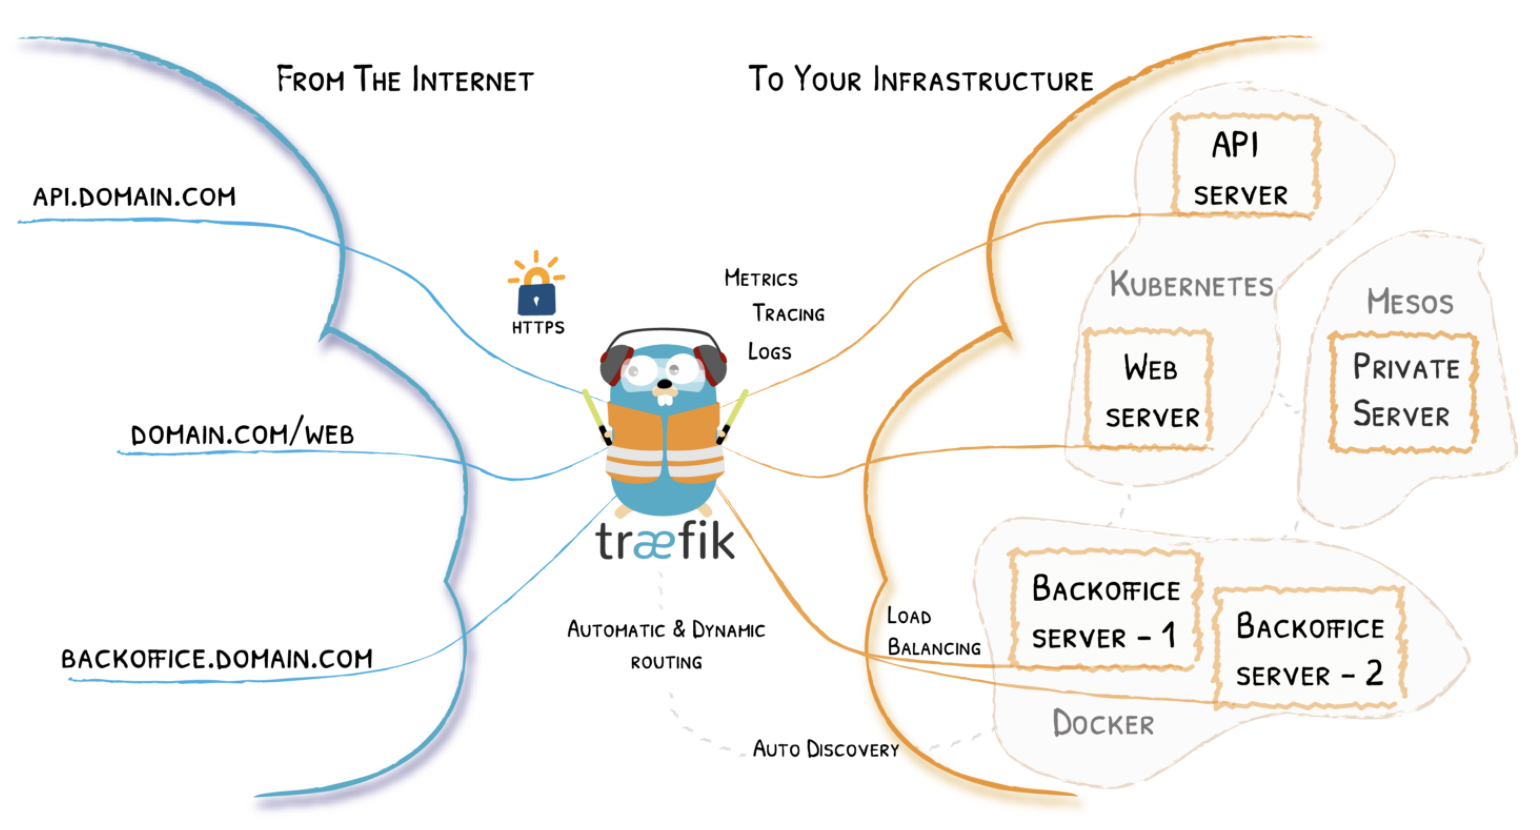 From The Internet
To Your Infrastructure
api.domain.com
API
server
HTTPS
Metrics
Tracing
Logs
Kubernetes
Mesos
domain.com/web
Web
server
Private
Server
træfik
backoffice.domain.com
Automatic & Dynamic
routing
Load
Balancing
Backoffice
server - 1
Backoffice
server - 2
Docker
Auto Discovery